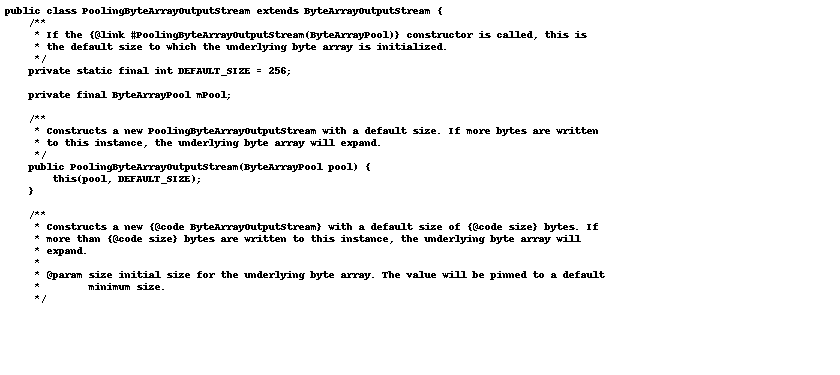 public class PoolingByteArrayOutputStream extends ByteArrayOutputStream {
    /**
     * If the {@link #PoolingByteArrayOutputStream(ByteArrayPool)} constructor is called, this is
     * the default size to which the underlying byte array is initialized.
     */
    private static final int DEFAULT_SIZE = 256;

    private final ByteArrayPool mPool;

    /**
     * Constructs a new PoolingByteArrayOutputStream with a default size. If more bytes are written
     * to this instance, the underlying byte array will expand.
     */
    public PoolingByteArrayOutputStream(ByteArrayPool pool) {
        this(pool, DEFAULT_SIZE);
    }

    /**
     * Constructs a new {@code ByteArrayOutputStream} with a default size of {@code size} bytes. If
     * more than {@code size} bytes are written to this instance, the underlying byte array will
     * expand.
     *
     * @param size initial size for the underlying byte array. The value will be pinned to a default
     *        minimum size.
     */